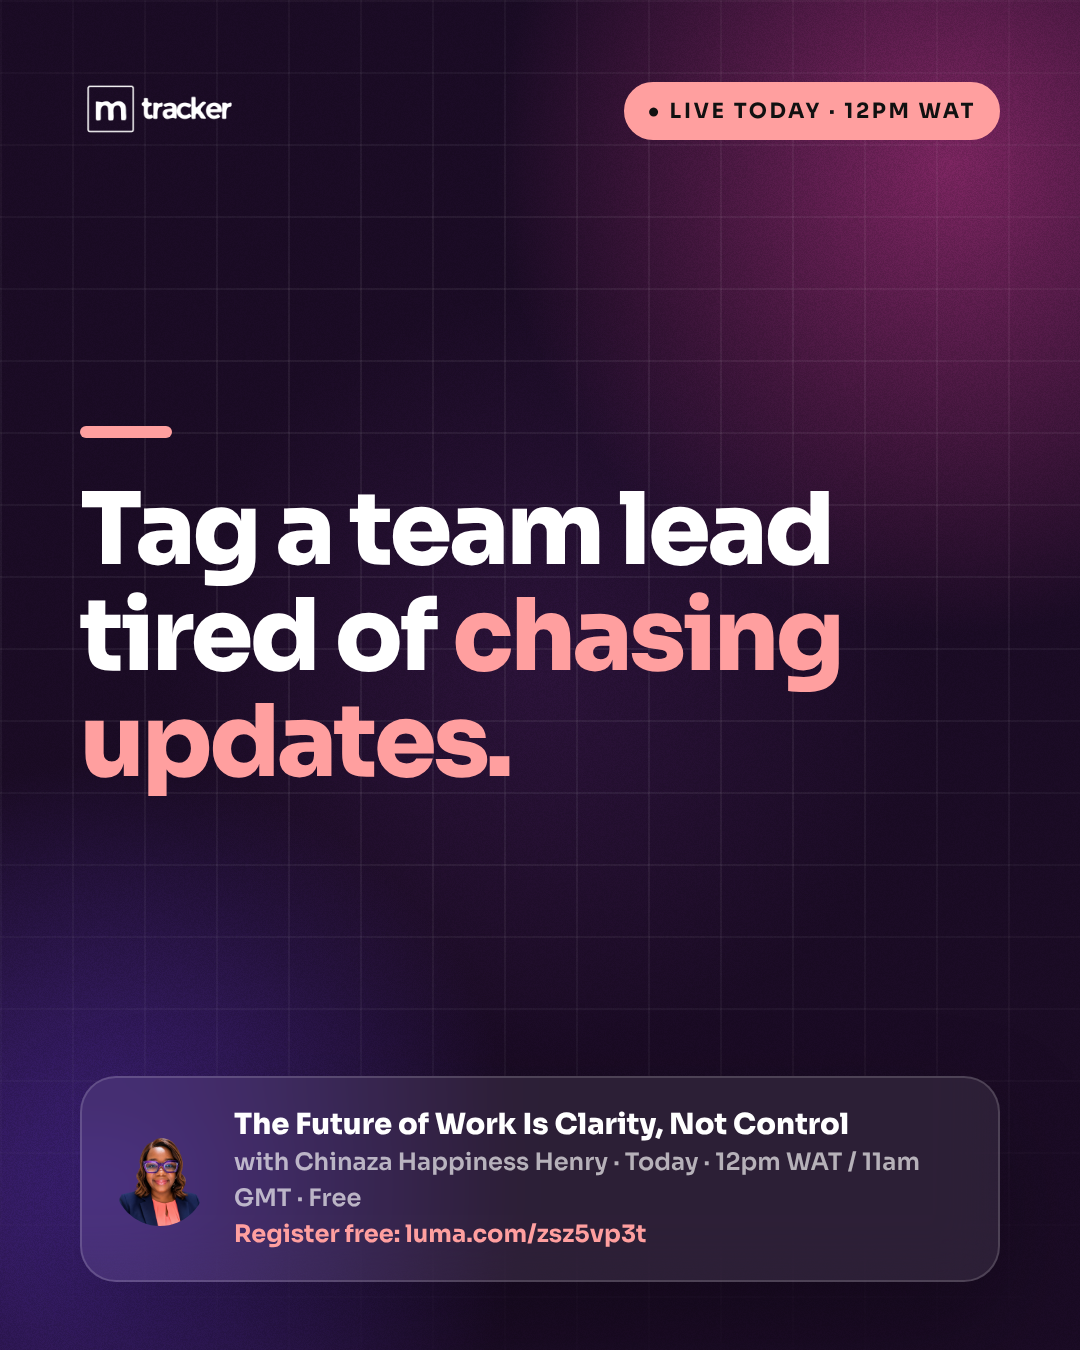 m tracker
• LIVE TODAY · 12PM WAT
Tag a team lead
tired of chasing
updates.
The Future of Work Is Clarity, Not Control
with Chinaza Happiness Henry · Today · 12pm WAT / 11am
GMT · Free
Register free: luma.com/zsz5vp3t